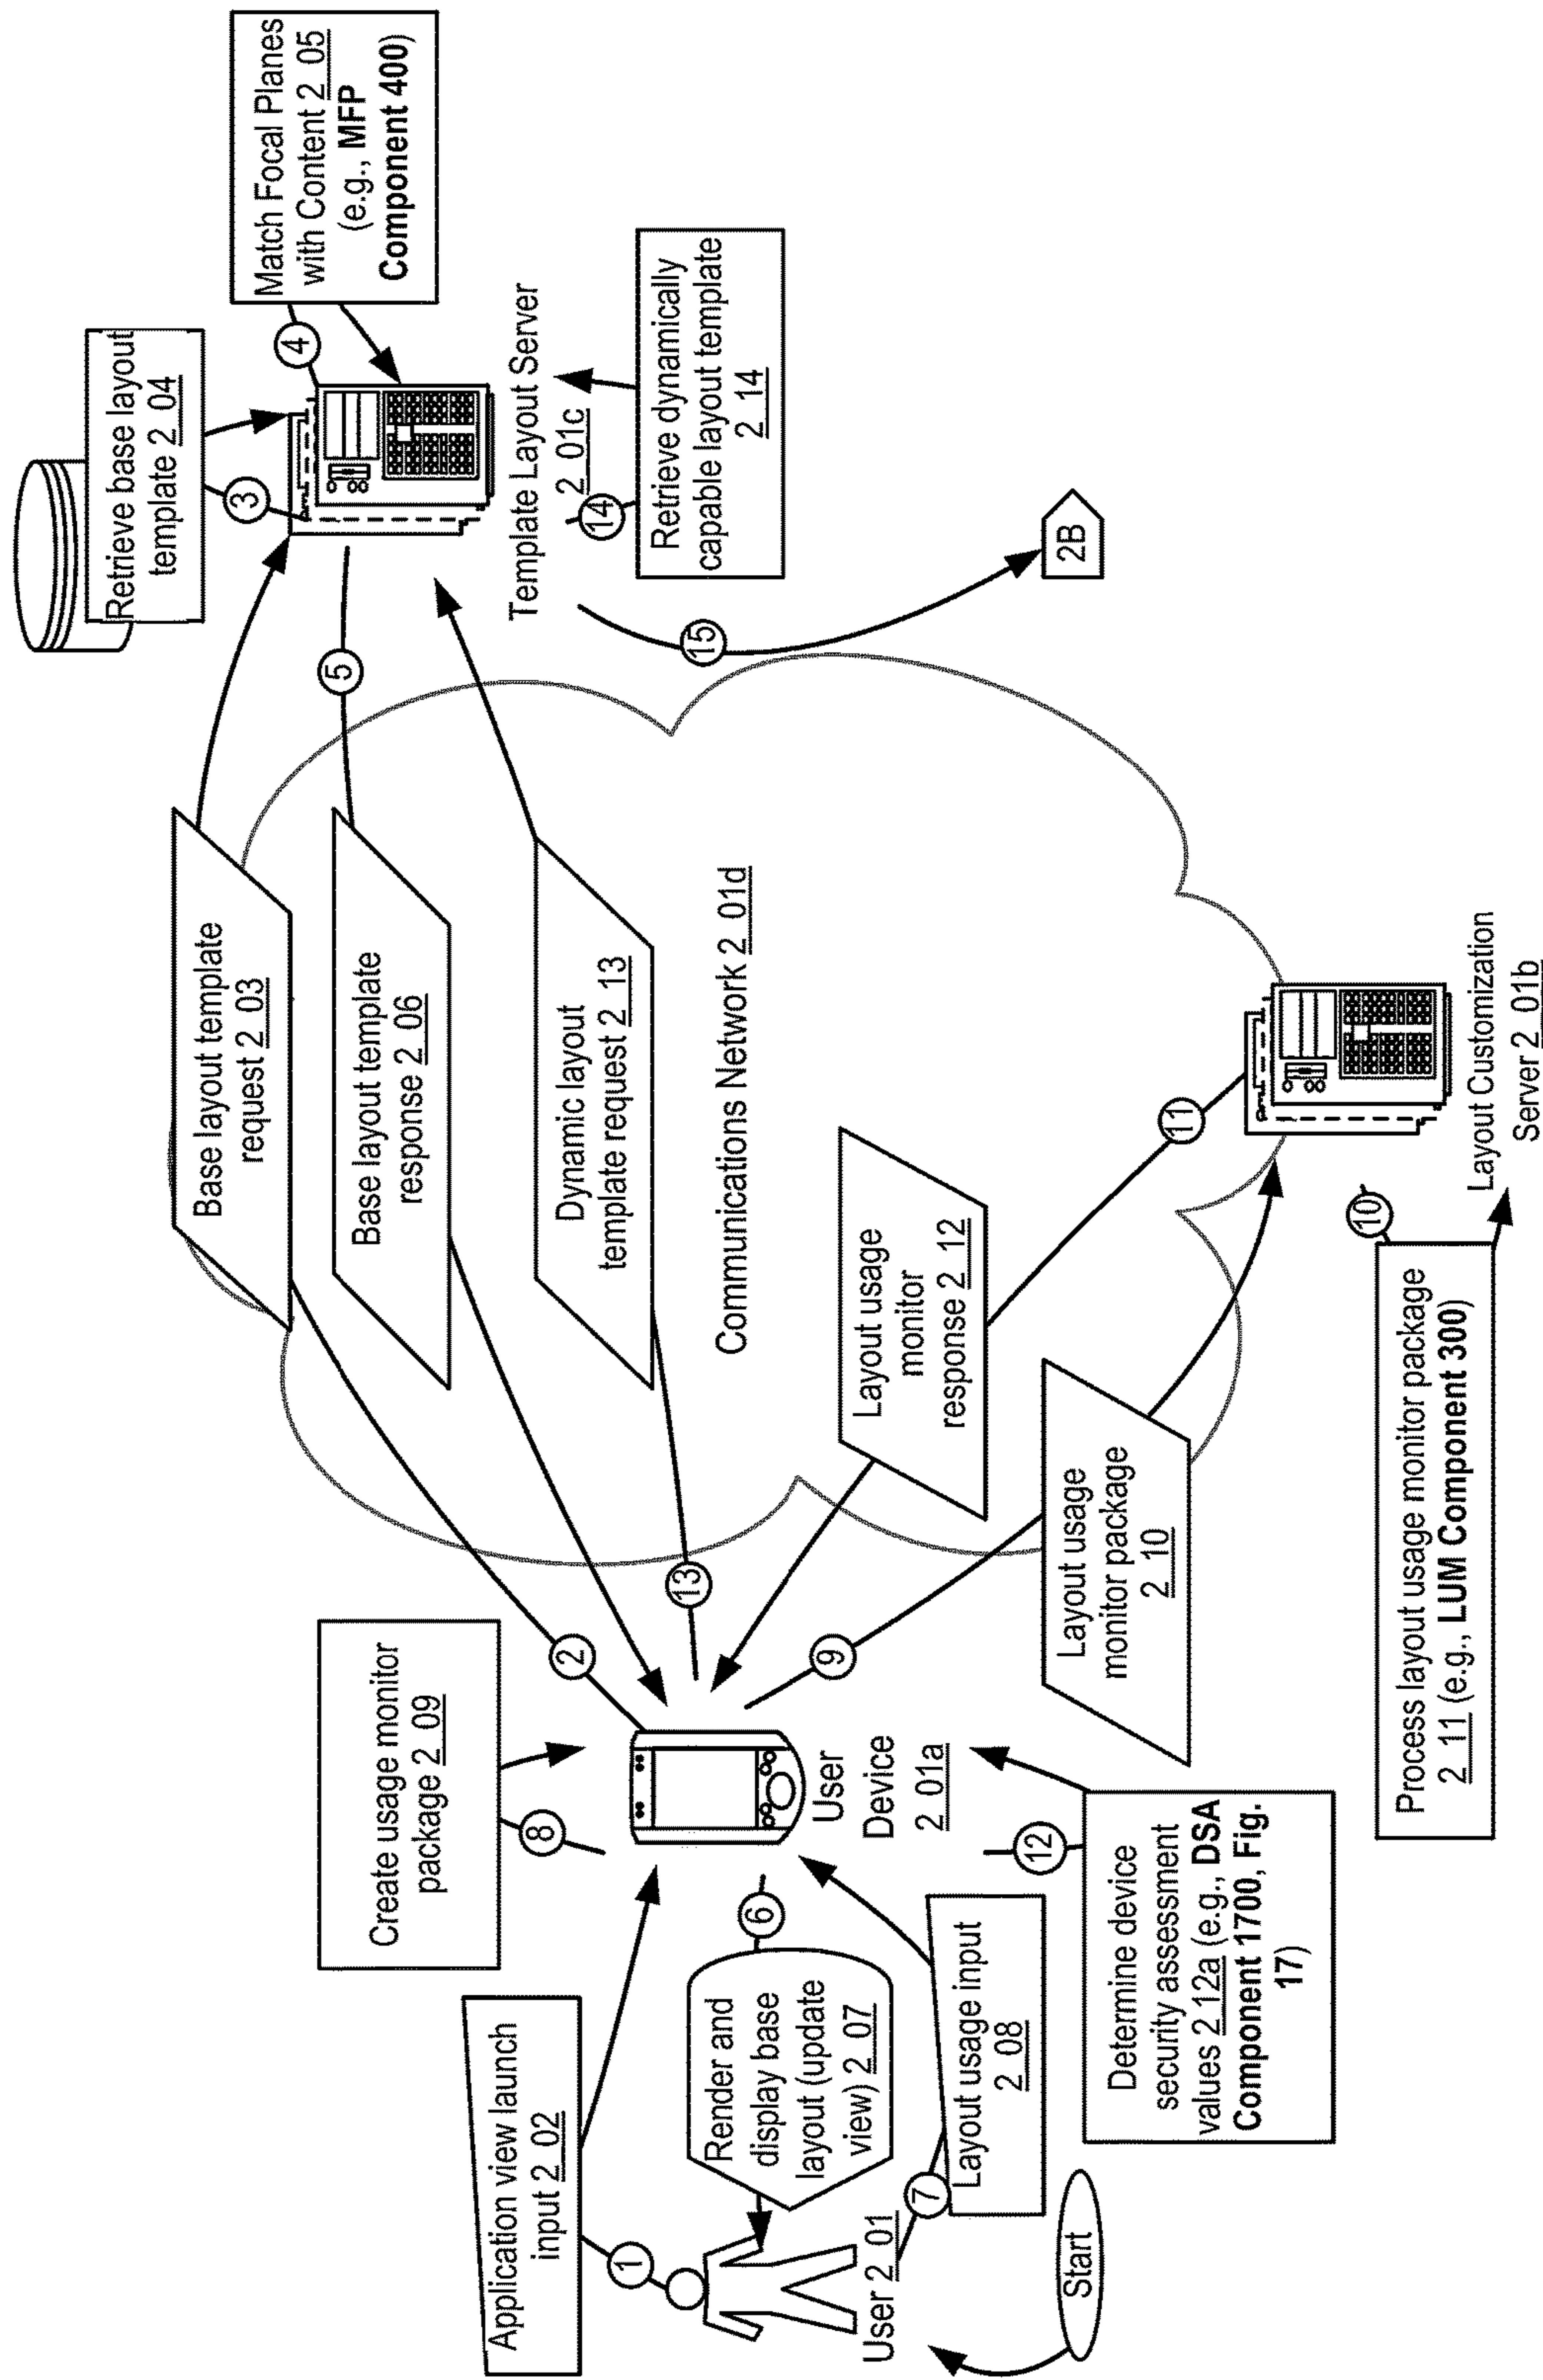 Start
User 2_01
1
Application view launch
input 2_02
User
Device
2_01a
2
Base layout template
request 2_03
3
Retrieve base layout
template 2_04
4
Match Focal Planes
with Content 2_05
(e.g., MFP
Component 400)
Template Layout Server
2_01c
5
Base layout template
response 2_06
6
Render and
display base
layout (update
view) 2_07
7
Layout usage input
2_08
8
Create usage monitor
package 2_09
9
Layout usage
monitor package
2_10
10
Process layout usage monitor package
2_11 (e.g., LUM Component 300)
Layout Customization
Server 2_01b
11
Layout usage
monitor
response 2_12
12
Determine device
security assessment
values 2_12a (e.g., DSA
Component 1700, Fig.
17)
13
Dynamic layout
template request 2_13
Communications Network 2_01d
14
Retrieve dynamically
capable layout template
2_14
15
2B